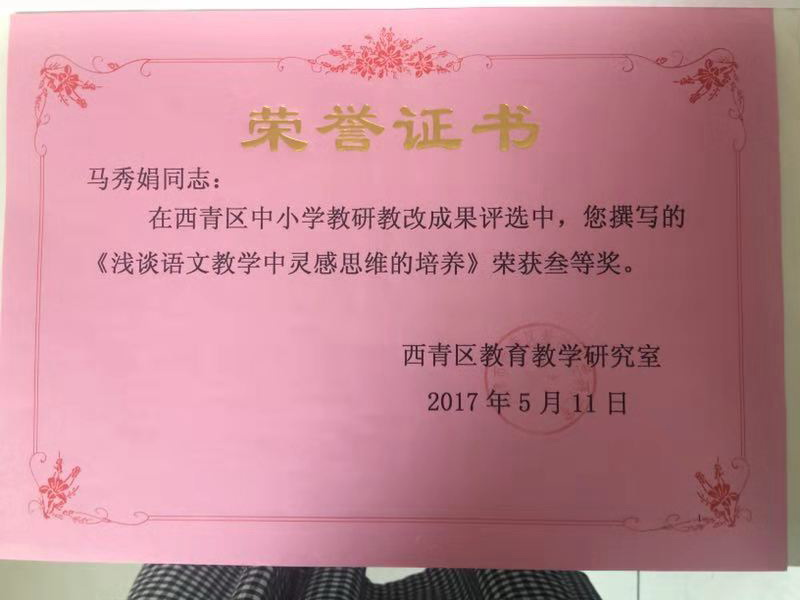 荣誉证书
马秀娟同志：
在西青区中小学教研教改成果评选中，您撰写的
《浅谈语文教学中灵感思维的培养》荣获叁等奖。
西青区教育教学研究室
2017年5月11日